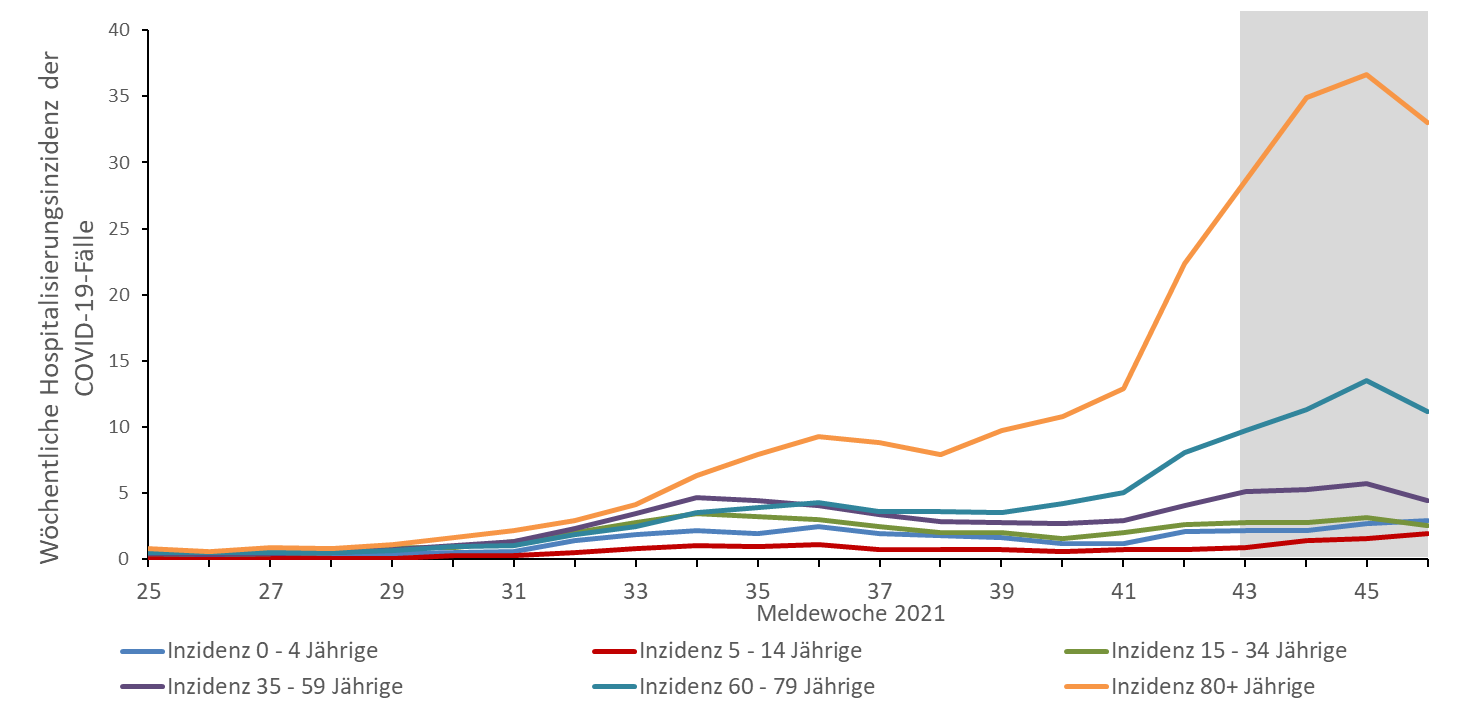 Wöchentliche Hospitalisierungsinzidenz der
COVID-19-Fälle
40
35
30
25
20
15
10
5
0
25 27 29 31 33 35 37 39 41 43 45
Meldewoche 2021
Inzidenz 0 - 4 Jährige Inzidenz 5 - 14 Jährige Inzidenz 15 - 34 Jährige
Inzidenz 35 - 59 Jährige Inzidenz 60 - 79 Jährige Inzidenz 80+ Jährige